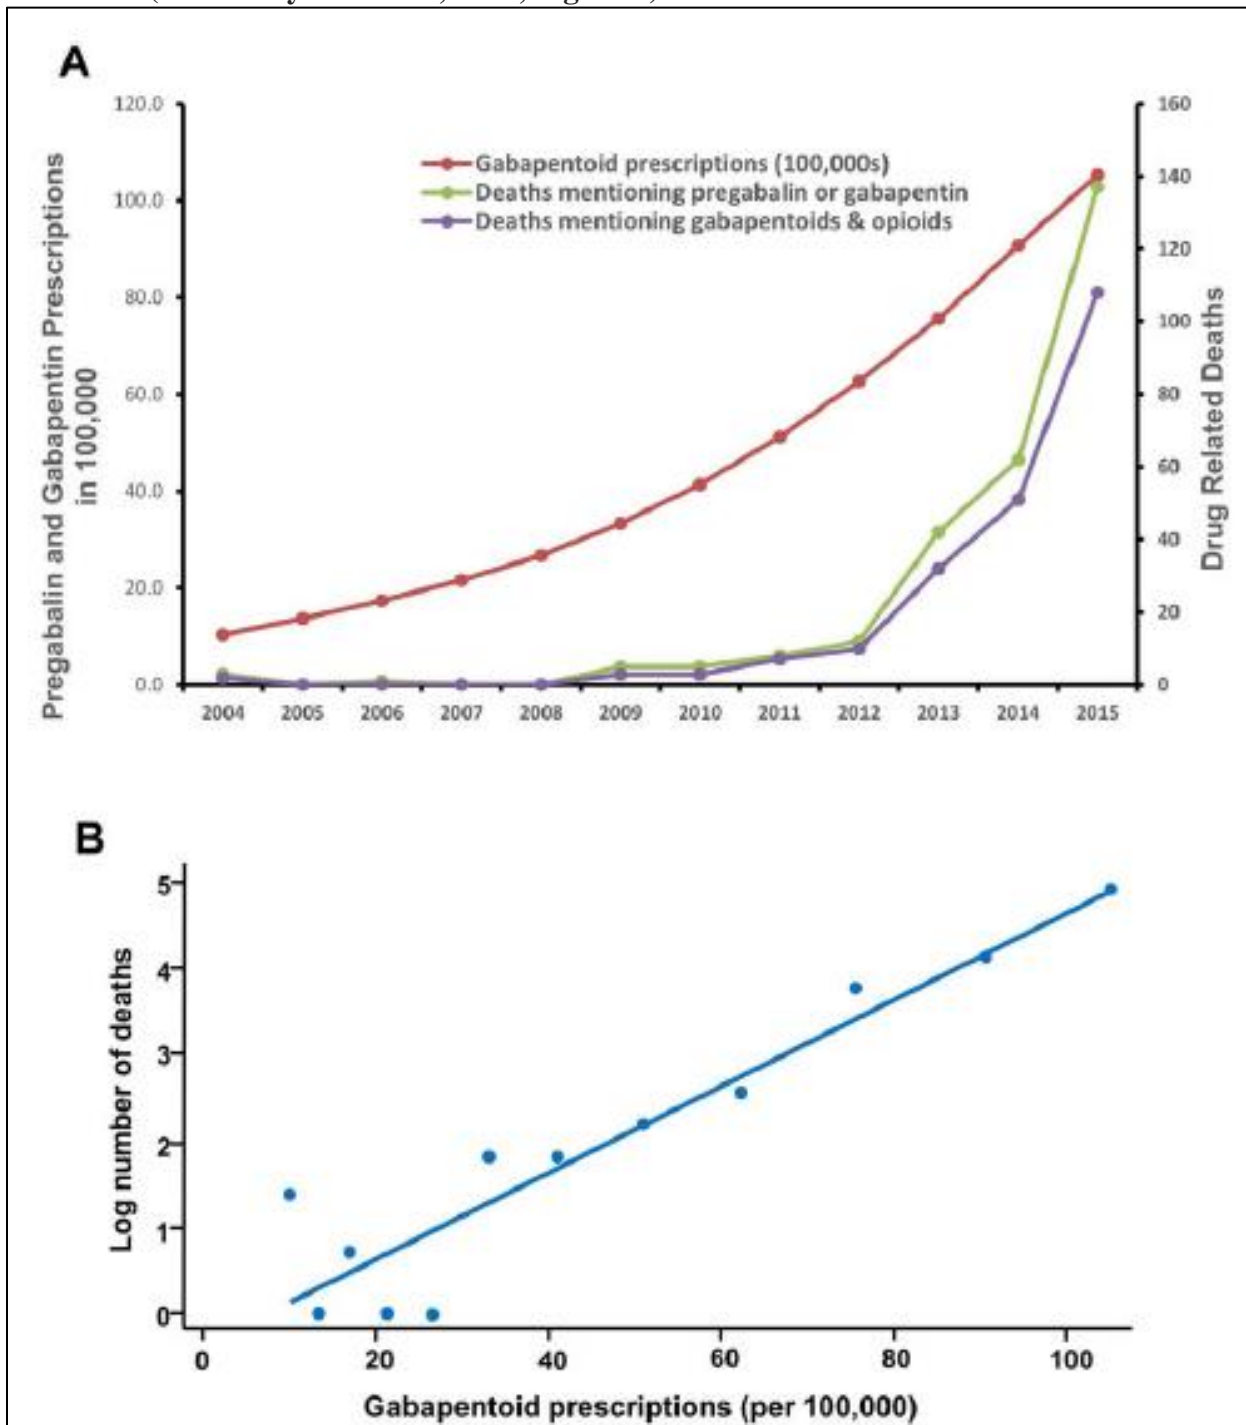 A
120.0
100.0
80.0
60.0
40.0
20.0
0.0
Pregabalin and Gabapentin Prescriptions
in 100,000
Gabapentoid prescriptions (100,000s)
Deaths mentioning pregabalin or gabapentin
Deaths mentioning gabapentoids & opioids
160
140
120
100
80
60
40
20
0
Drug Related Deaths
2004 2005 2006 2007 2008 2009 2010 2011 2012 2013 2014 2015
B
5
4
3
2
1
0
Log number of deaths
0 20 40 60 80 100
Gabapentoid prescriptions (per 100,000)